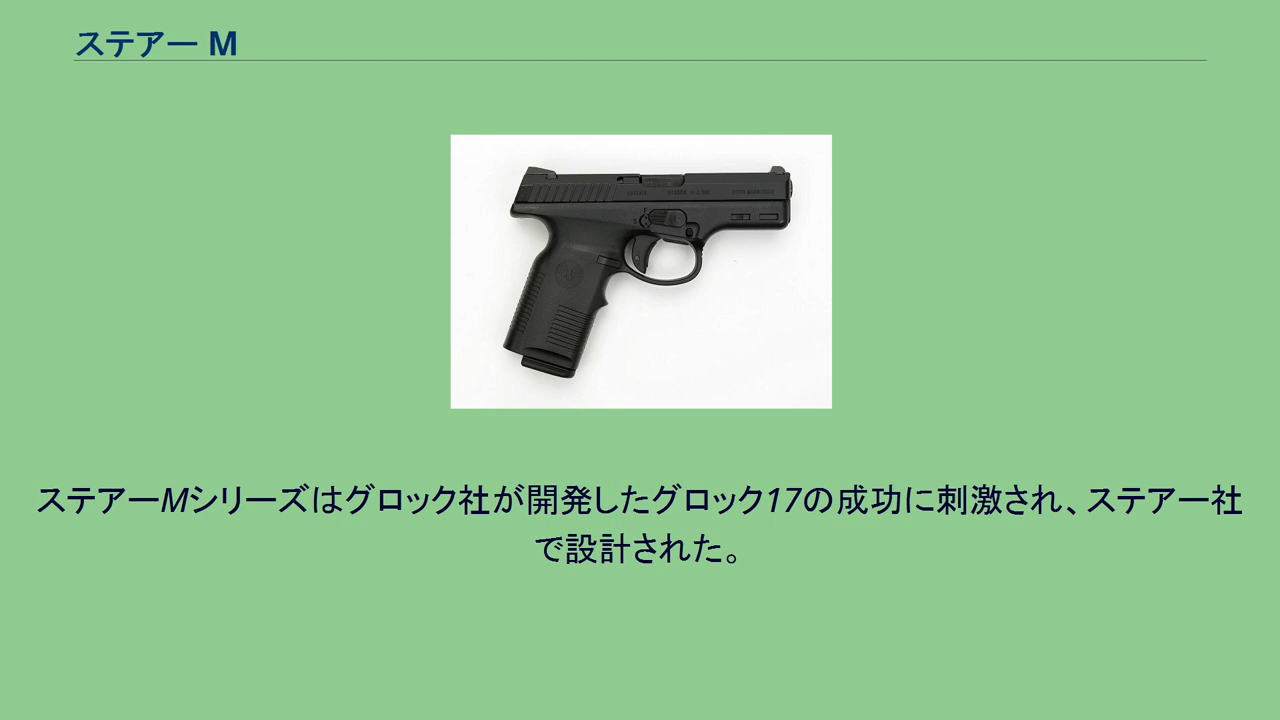 ステアー M
ステアーMシリーズはグロック社が開発したグロック17の成功に刺激され、ステアー社
で設計された。